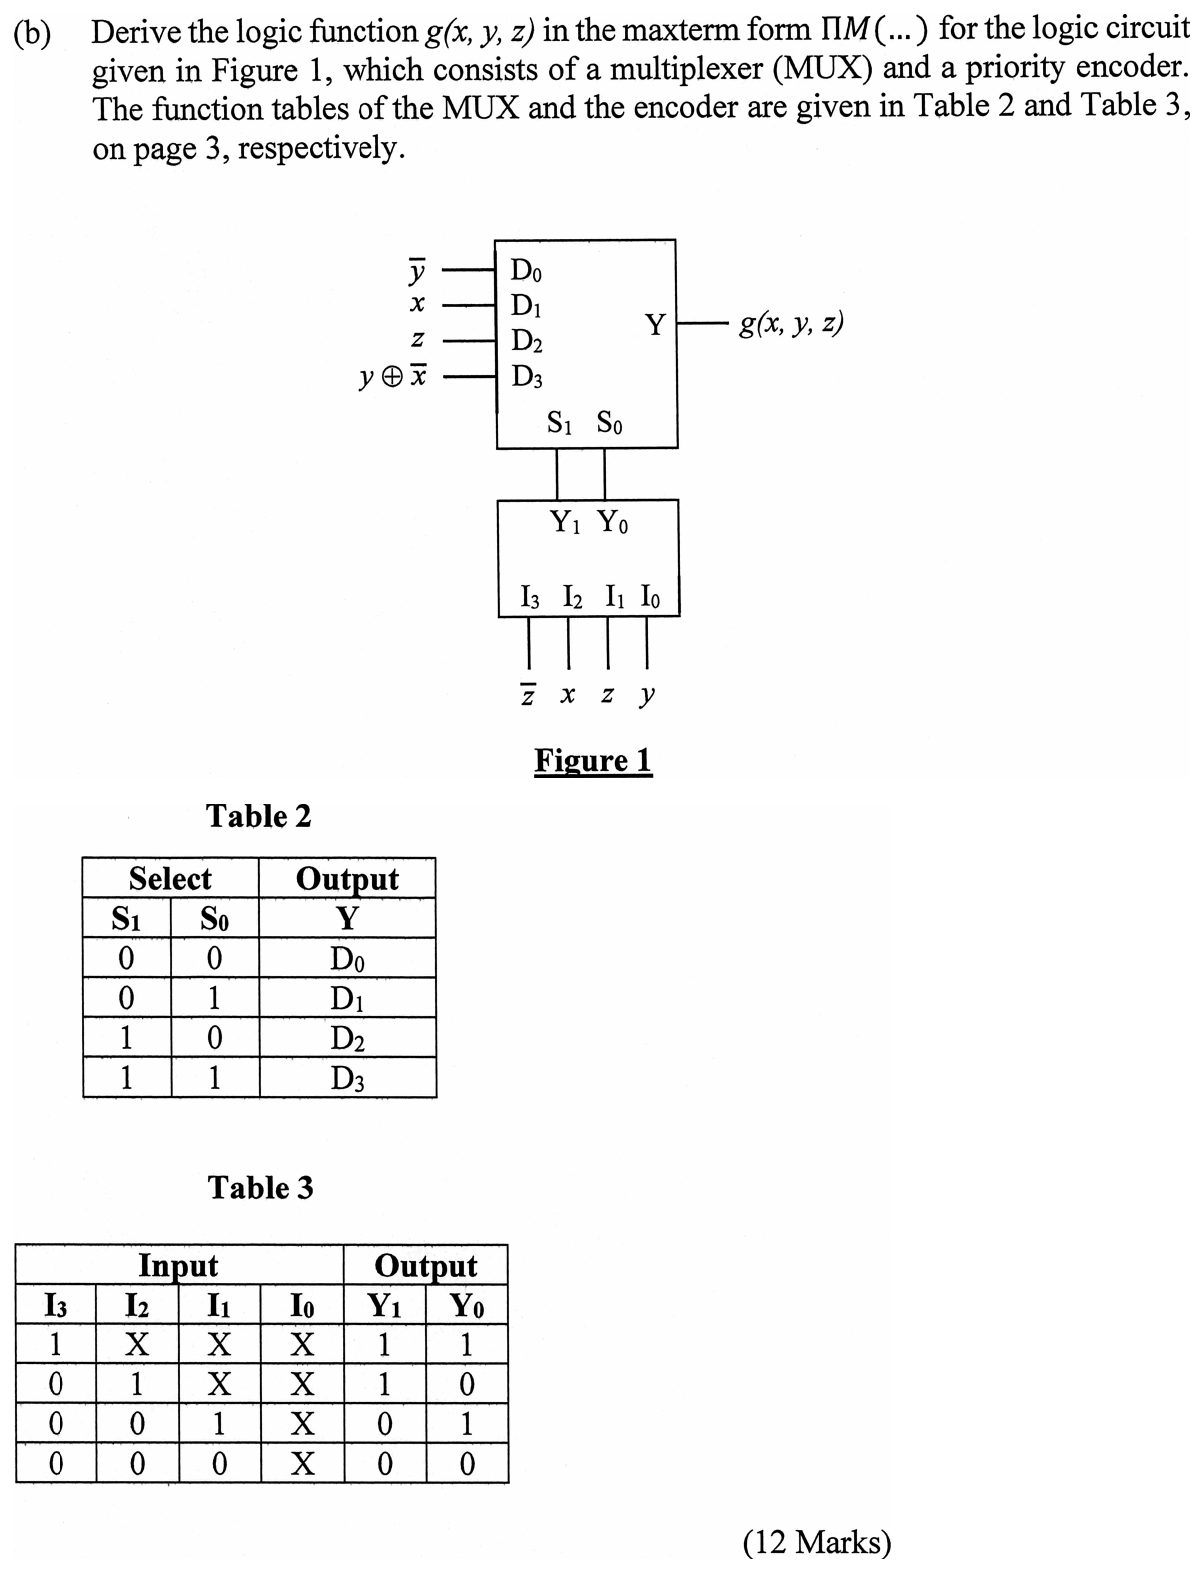 (b) Derive the logic function g(x, y, z) in the maxterm form ΠM(...) for the logic circuit
given in Figure 1, which consists of a multiplexer (MUX) and a priority encoder.
The function tables of the MUX and the encoder are given in Table 2 and Table 3,
on page 3, respectively.
y̅ D₀
x D₁
Y g(x, y, z)
z D₂
y ⊕ x̅ D₃
S₁ S₀
Y₁ Y₀
I₃ I₂ I₁ I₀
z̅ x z y
Figure 1
Table 2
Select Output
S₁ S₀ Y
0 0 D₀
0 1 D₁
1 0 D₂
1 1 D₃
Table 3
Input Output
I₃ I₂ I₁ I₀ Y₁ Y₀
1 X X X 1 1
0 1 X X 1 0
0 0 1 X 0 1
0 0 0 X 0 0
(12 Marks)